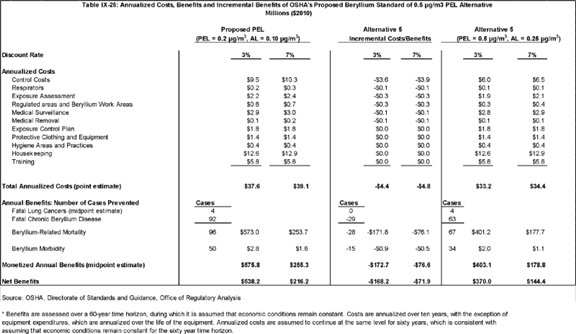 Table IX-25: Annualized Costs, Benefits and Incremental Benefits of OSHA's Proposed Beryllium Standard of 0.5 µg/m3 PEL Alternative
Millions ($2010)
Proposed PEL Alternative 5 Alternative 5
(PEL = 0.2 µg/m³, AL = 0.10 µg/m³) Incremental Costs/Benefits (PEL = 0.5 µg/m³, AL = 0.25 µg/m³)
Discount Rate 3% 7% 3% 7% 3% 7%
Annualized Costs
Control Costs $9.5 $10.3 -$3.6 -$3.9 $6.0 $6.5
Respirators $0.2 $0.3 -$0.1 -$0.1 $0.1 $0.1
Exposure Assessment $2.2 $2.4 -$0.3 -$0.3 $1.9 $2.1
Regulated areas and Beryllium Work Areas $0.6 $0.7 -$0.3 -$0.3 $0.3 $0.4
Medical Surveillance $2.9 $3.0 -$0.1 -$0.1 $2.8 $2.9
Medical Removal $0.1 $0.2 -$0.1 -$0.1 $0.1 $0.1
Exposure Control Plan $1.8 $1.8 $0.0 $0.0 $1.8 $1.8
Protective Clothing and Equipment $1.4 $1.4 $0.0 $0.0 $1.4 $1.4
Hygiene Areas and Practices $0.4 $0.4 $0.0 $0.0 $0.4 $0.4
Housekeeping $12.6 $12.9 $0.0 $0.0 $12.6 $12.9
Training $5.8 $5.8 $0.0 $0.0 $5.8 $5.8
Total Annualized Costs (point estimate) $37.6 $39.1 -$4.4 -$4.8 $33.2 $34.4
Annual Benefits: Number of Cases Prevented Cases Cases Cases
Fatal Lung Cancers (midpoint estimate) 4 0 4
Fatal Chronic Beryllium Disease 92 -29 63
Beryllium-Related Mortality 96 $573.0 $253.7 -28 -$171.8 -$76.1 67 $401.2 $177.7
Beryllium Morbidity 50 $2.8 $1.6 -15 -$0.9 -$0.5 34 $2.0 $1.1
Monetized Annual Benefits (midpoint estimate) $575.8 $255.3 -$172.7 -$76.6 $403.1 $178.8
Net Benefits $538.2 $216.2 -$168.2 -$71.9 $370.0 $144.4
Source: OSHA, Directorate of Standards and Guidance, Office of Regulatory Analysis
* Benefits are assessed over a 60-year time horizon, during which it is assumed that economic conditions remain constant. Costs are annualized over ten years, with the exception of
equipment expenditures, which are annualized over the life of the equipment. Annualized costs are assumed to continue at the same level for sixty years, which is consistent with
assuming that economic conditions remain constant for the sixty year time horizon.